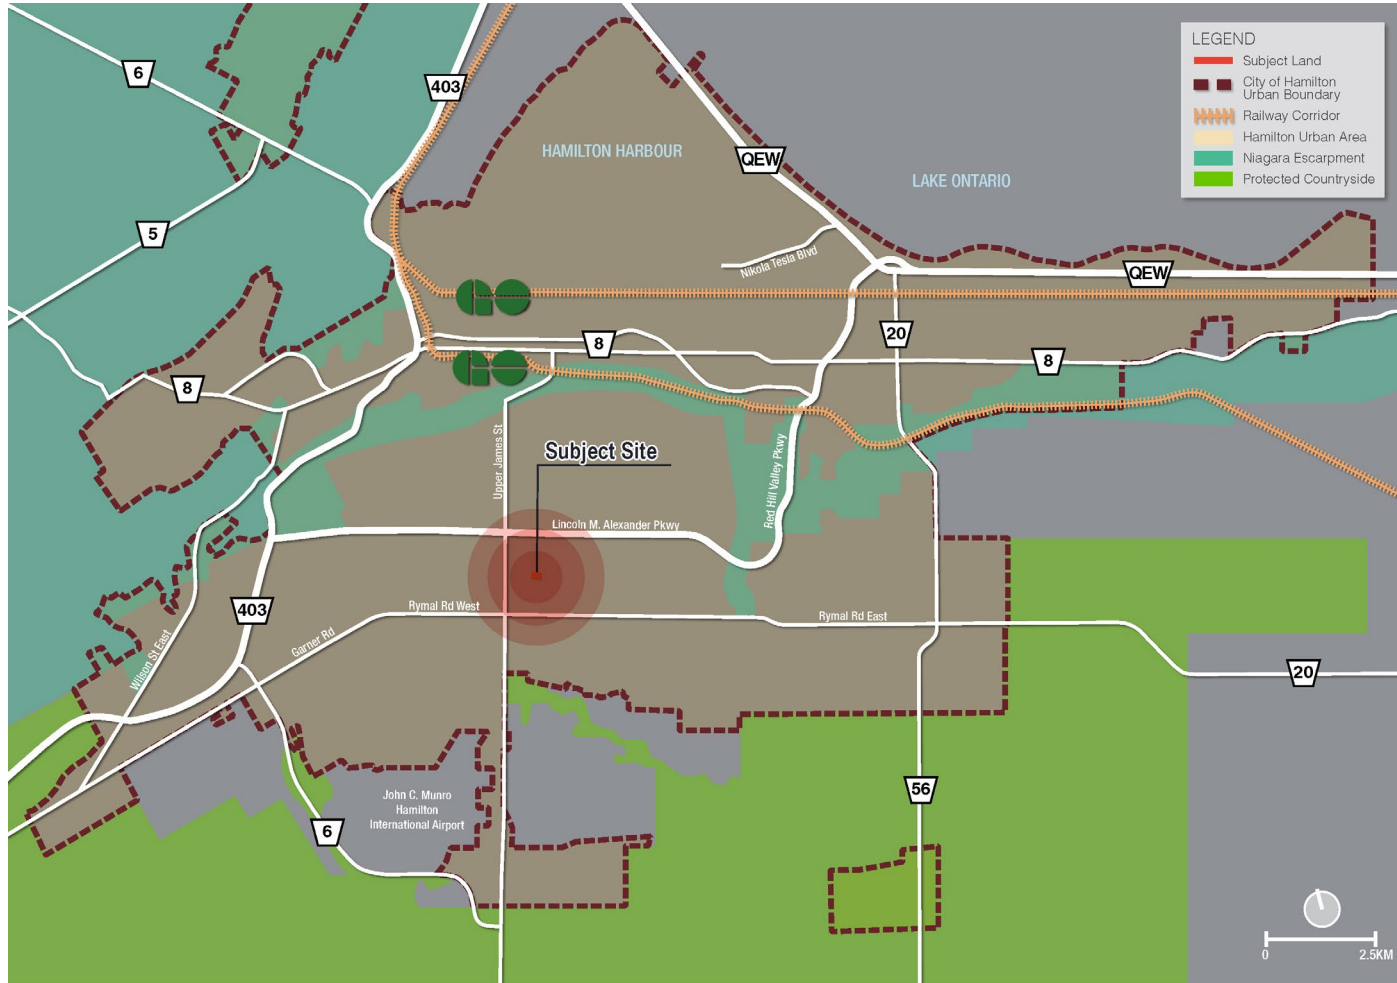 LEGEND
Subject Land
City of Hamilton
Urban Boundary
Railway Corridor
Hamilton Urban Area
Niagara Escarpment
Protected Countryside
6
403
HAMILTON HARBOUR
QEW
LAKE ONTARIO
5
Nikola Tesla Blvd
QEW
GO
20
8
GO
8
8
Upper James St
Subject Site
Red Hill Valley Pkwy
Lincoln M. Alexander Pkwy
403
Rymal Rd West
Rymal Rd East
Garner Rd
Wilson St East
20
56
John C. Munro
Hamilton
International Airport
6
0
2.5KM